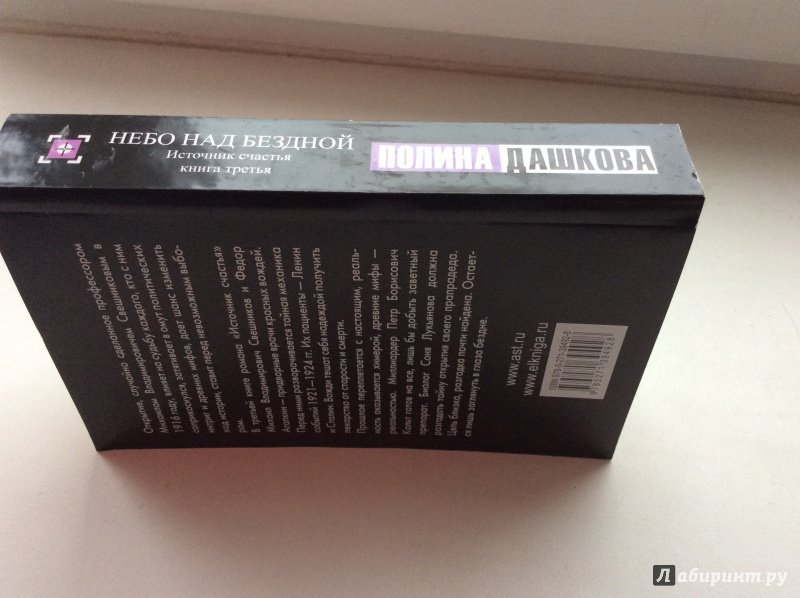 НЕБО НАД БЕЗДНОЙ
Источник счастья
книга третья
ПОЛИНА ДАШКОВА
Открытие, случайно сделанное профессором
Михаилом Владимировичем Свешниковым в
1916 году, влияет на судьбу каждого, кто с ним
соприкоснулся, затягивает в омут политических
интриг и древних мифов, дает шанс изменить
ход истории, ставит перед невозможным выбо-
ром.
В третьей книге романа «Источник счастья»
Михаил Владимирович Свешников и Федор
Агапкин — придворные врачи красных вождей.
Перед ними разворачивается тайная механика
событий 1921—1924 гг. Их пациенты — Ленин
и Сталин. Вожди тешат себя надеждой получить
лекарство от старости и смерти.
Прошлое переплетается с настоящим, реаль-
ность оказывается химерой, древние мифы —
реальностью. Миллиардер Петр Борисович
Кольт готов на все, лишь бы добыть заветный
препарат. Биолог Соня Лукьянова должна
разгадать тайну открытия своего прапрадеда.
Цель близка, разгадка почти найдена. Остает-
ся лишь заглянуть в глаза бездне.
www.ast.ru
www.elkniga.ru
Лабиринт.ру